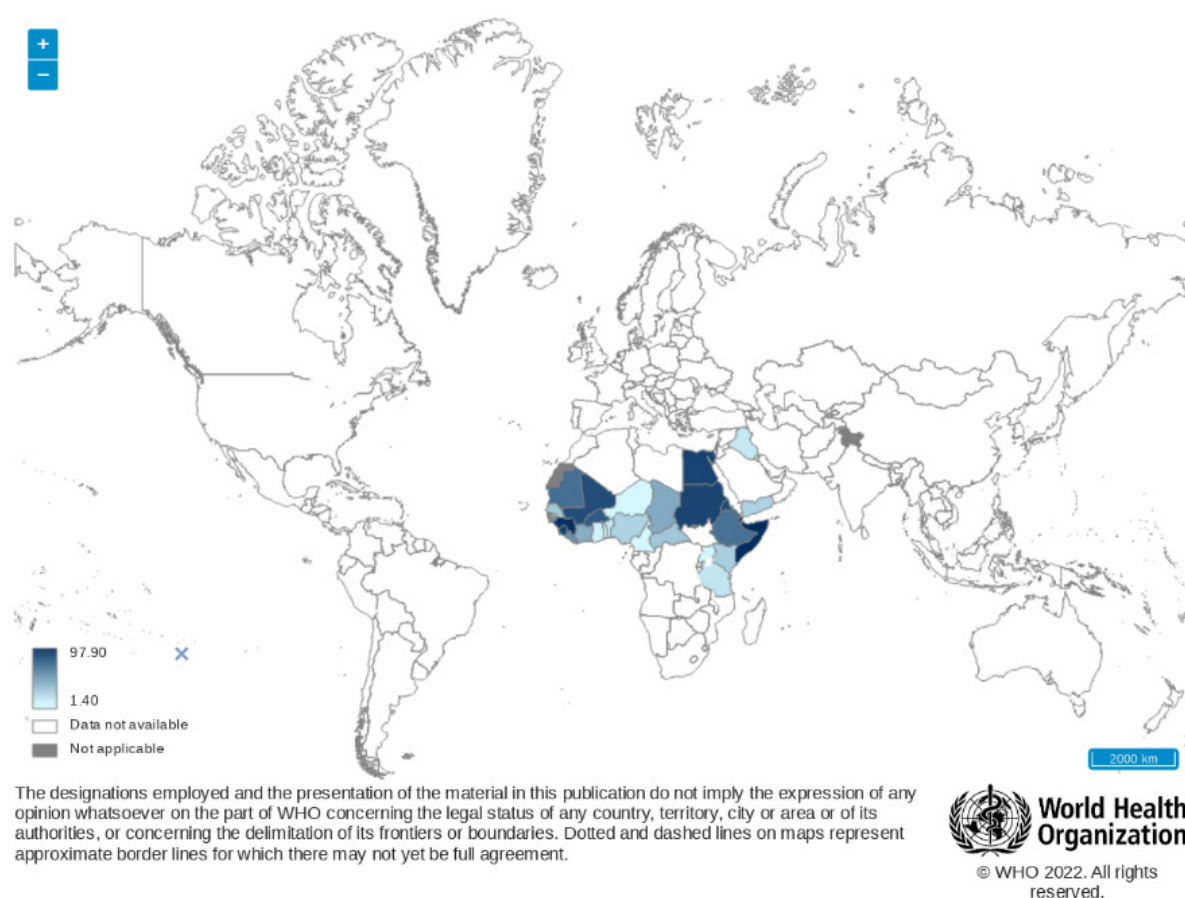 +
−
97.90
1.40
Data not available
Not applicable
2000 km
The designations employed and the presentation of the material in this publication do not imply the expression of any
opinion whatsoever on the part of WHO concerning the legal status of any country, territory, city or area or of its
authorities, or concerning the delimitation of its frontiers or boundaries. Dotted and dashed lines on maps represent
approximate border lines for which there may not yet be full agreement.
World Health
Organization
© WHO 2022. All rights
reserved.